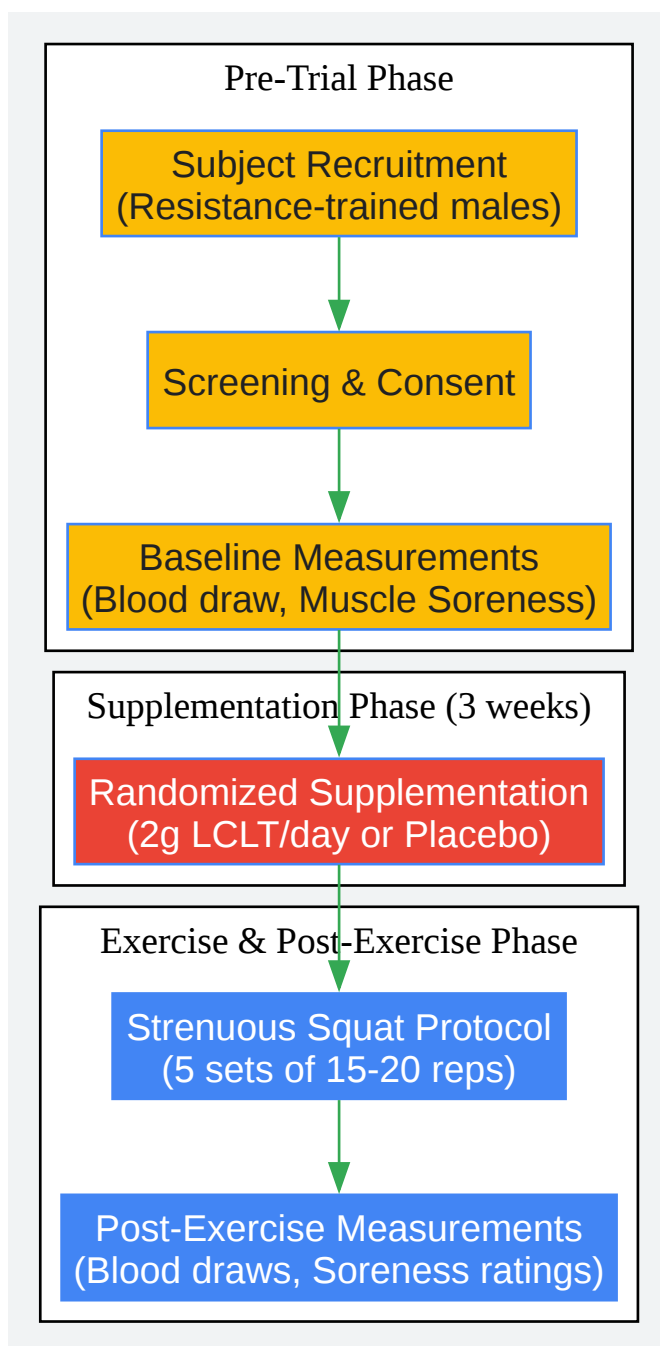 Pre-Trial Phase
Subject Recruitment
(Resistance-trained males)
Screening & Consent
Baseline Measurements
(Blood draw, Muscle Soreness)
Supplementation Phase (3 weeks)
Randomized Supplementation
(2g LCLT/day or Placebo)
Exercise & Post-Exercise Phase
Strenuous Squat Protocol
(5 sets of 15-20 reps)
Post-Exercise Measurements
(Blood draws, Soreness ratings)